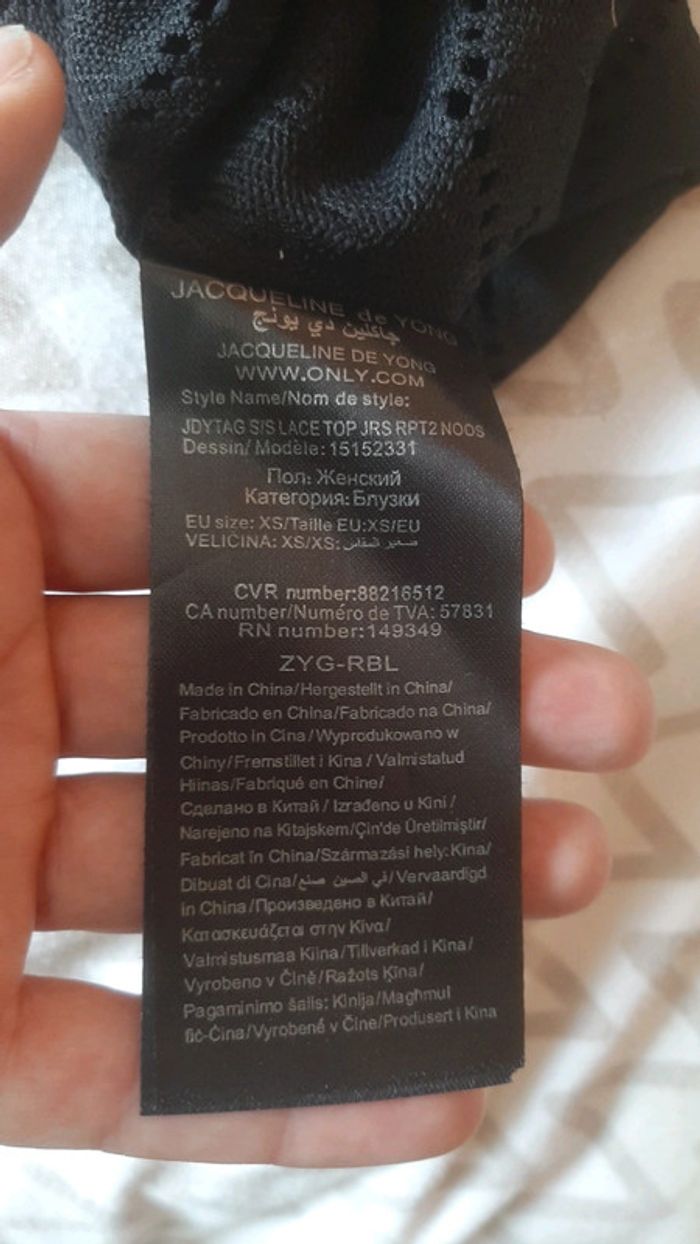 JACQUELINE de YONG
جاكلين دي يونج
JACQUELINE DE YONG
WWW.ONLY.COM
Style Name/Nom de style:
JDYTAG S/S LACE TOP JRS RPT2 NOOS
Dessin/ Modèle: 15152331
Пол: Женский
Категория: Блузки
EU size: XS/Taille EU:XS/EU
VELIČINA: XS/XS: صغير المقاس
CVR number:88216512
CA number/Numéro de TVA: 57831
RN number:149349
ZYG-RBL
Made in China/Hergestellt in China/
Fabricado en China/Fabricado na China/
Prodotto in Cina/Wyprodukowano w
Chiny/Fremstillet i Kina / Valmistatud
Hiinas/Fabriqué en Chine/
Сделано в Китай / Izrađeno u Kini /
Narejeno na Kitajskem/Çin'de Üretilmiştir/
Fabricat în China/Származási hely: Kína/
Dibuat di Cina/في الصين صنع/ Vervaardigd
in China/Произведено в Китай/
Κατασκευάζεται στην Κίνα/
Valmistusmaa Kiina/Tillverkad i Kina/
Vyrobeno v Číně/Ražots Ķīnā/
Pagaminimo šalis: Kinija/Maghmul
fiċ-Ċina/Vyrobené v Číne/Produsert i Kina